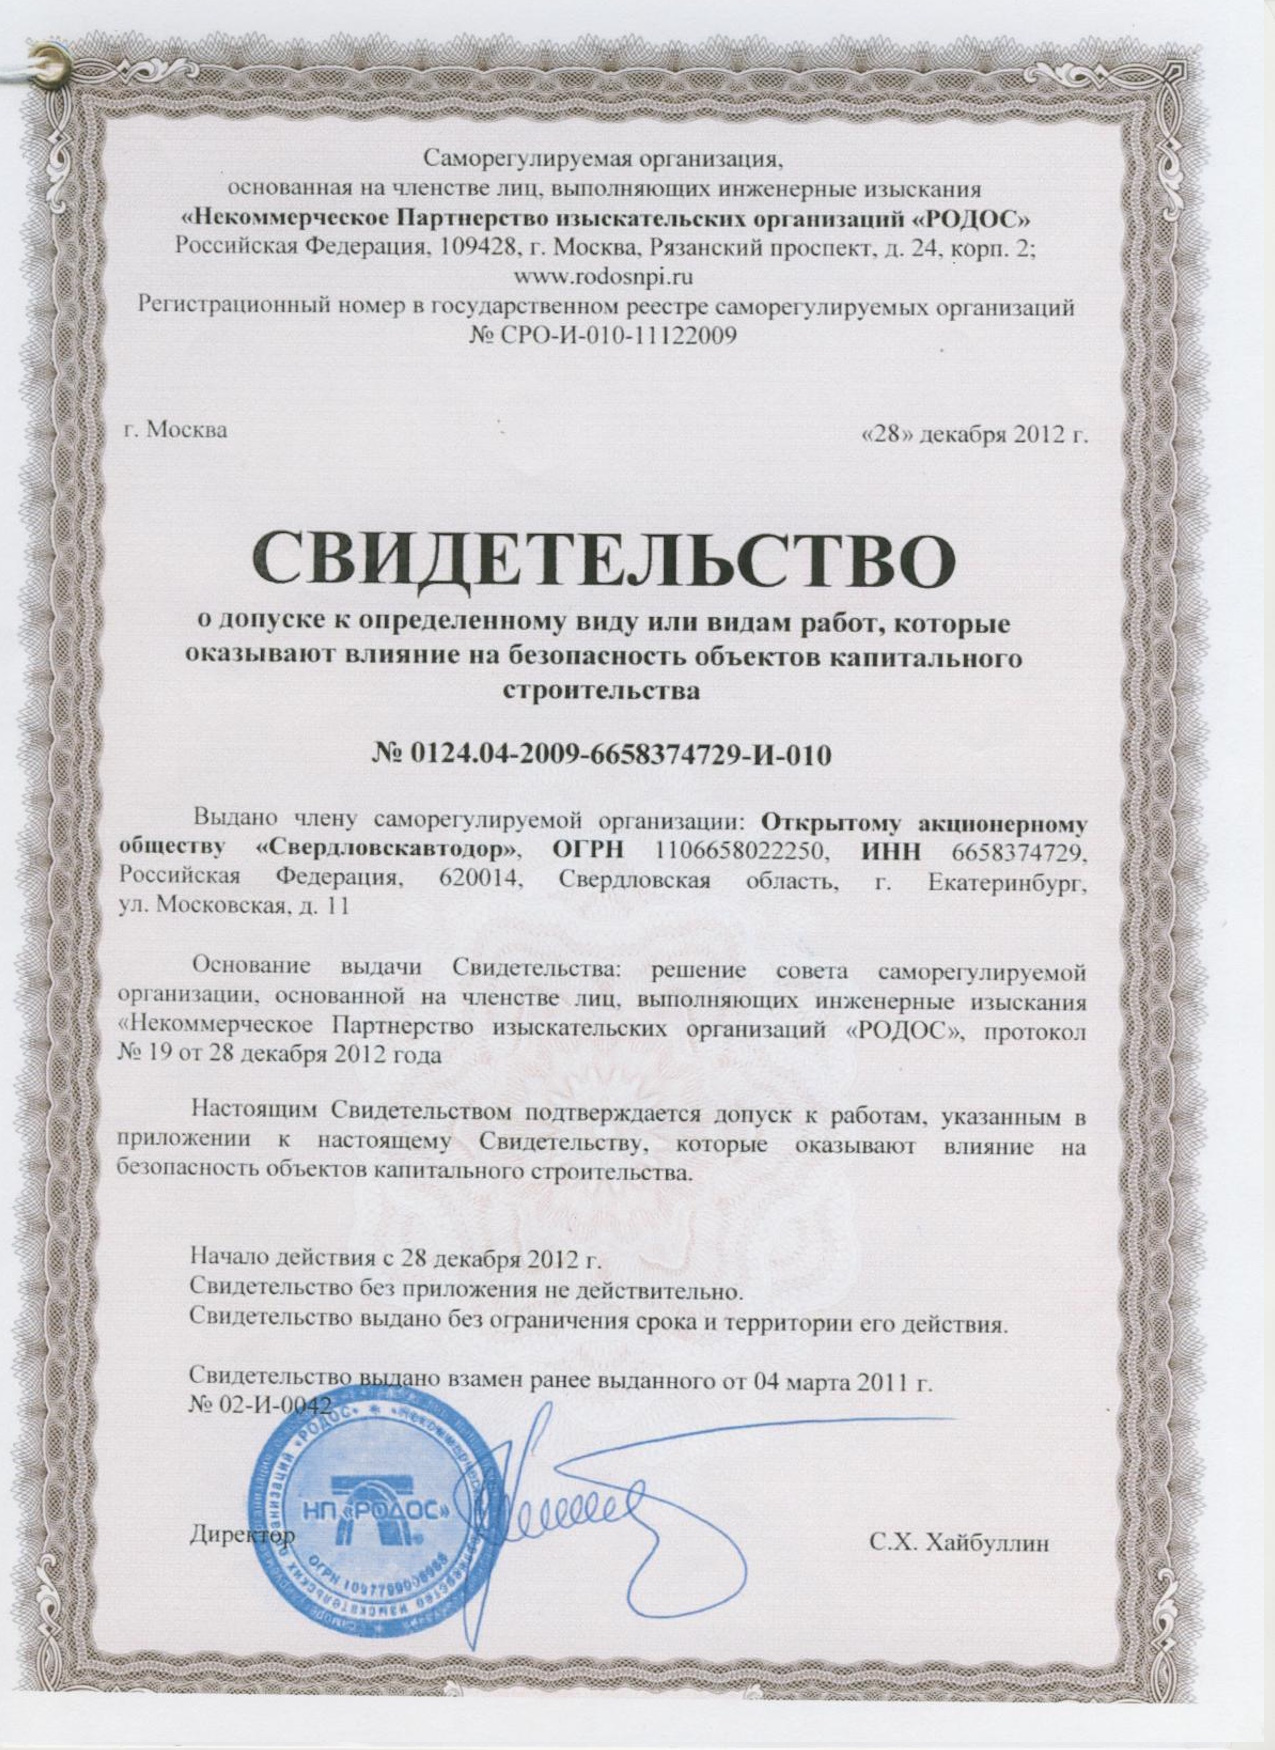 Саморегулируемая организация,
основанная на членстве лиц, выполняющих инженерные изыскания
«Некоммерческое Партнерство изыскательских организаций «РОДОС»
Российская Федерация, 109428, г. Москва, Рязанский проспект, д. 24, корп. 2;
www.rodosnpi.ru
Регистрационный номер в государственном реестре саморегулируемых организаций
№ СРО-И-010-11122009
г. Москва
«28» декабря 2012 г.
СВИДЕТЕЛЬСТВО
о допуске к определенному виду или видам работ, которые
оказывают влияние на безопасность объектов капитального
строительства
№ 0124.04-2009-6658374729-И-010
Выдано члену саморегулируемой организации: Открытому акционерному
обществу «Свердловскавтодор», ОГРН 1106658022250, ИНН 6658374729,
Российская Федерация, 620014, Свердловская область, г. Екатеринбург,
ул. Московская, д. 11
Основание выдачи Свидетельства: решение совета саморегулируемой
организации, основанной на членстве лиц, выполняющих инженерные изыскания
«Некоммерческое Партнерство изыскательских организаций «РОДОС», протокол
№ 19 от 28 декабря 2012 года
Настоящим Свидетельством подтверждается допуск к работам, указанным в
приложении к настоящему Свидетельству, которые оказывают влияние на
безопасность объектов капитального строительства.
Начало действия с 28 декабря 2012 г.
Свидетельство без приложения не действительно.
Свидетельство выдано без ограничения срока и территории его действия.
Свидетельство выдано взамен ранее выданного от 04 марта 2011 г.
№ 02-И-0042
НП «РОДОС»
Директор
С.Х. Хайбуллин